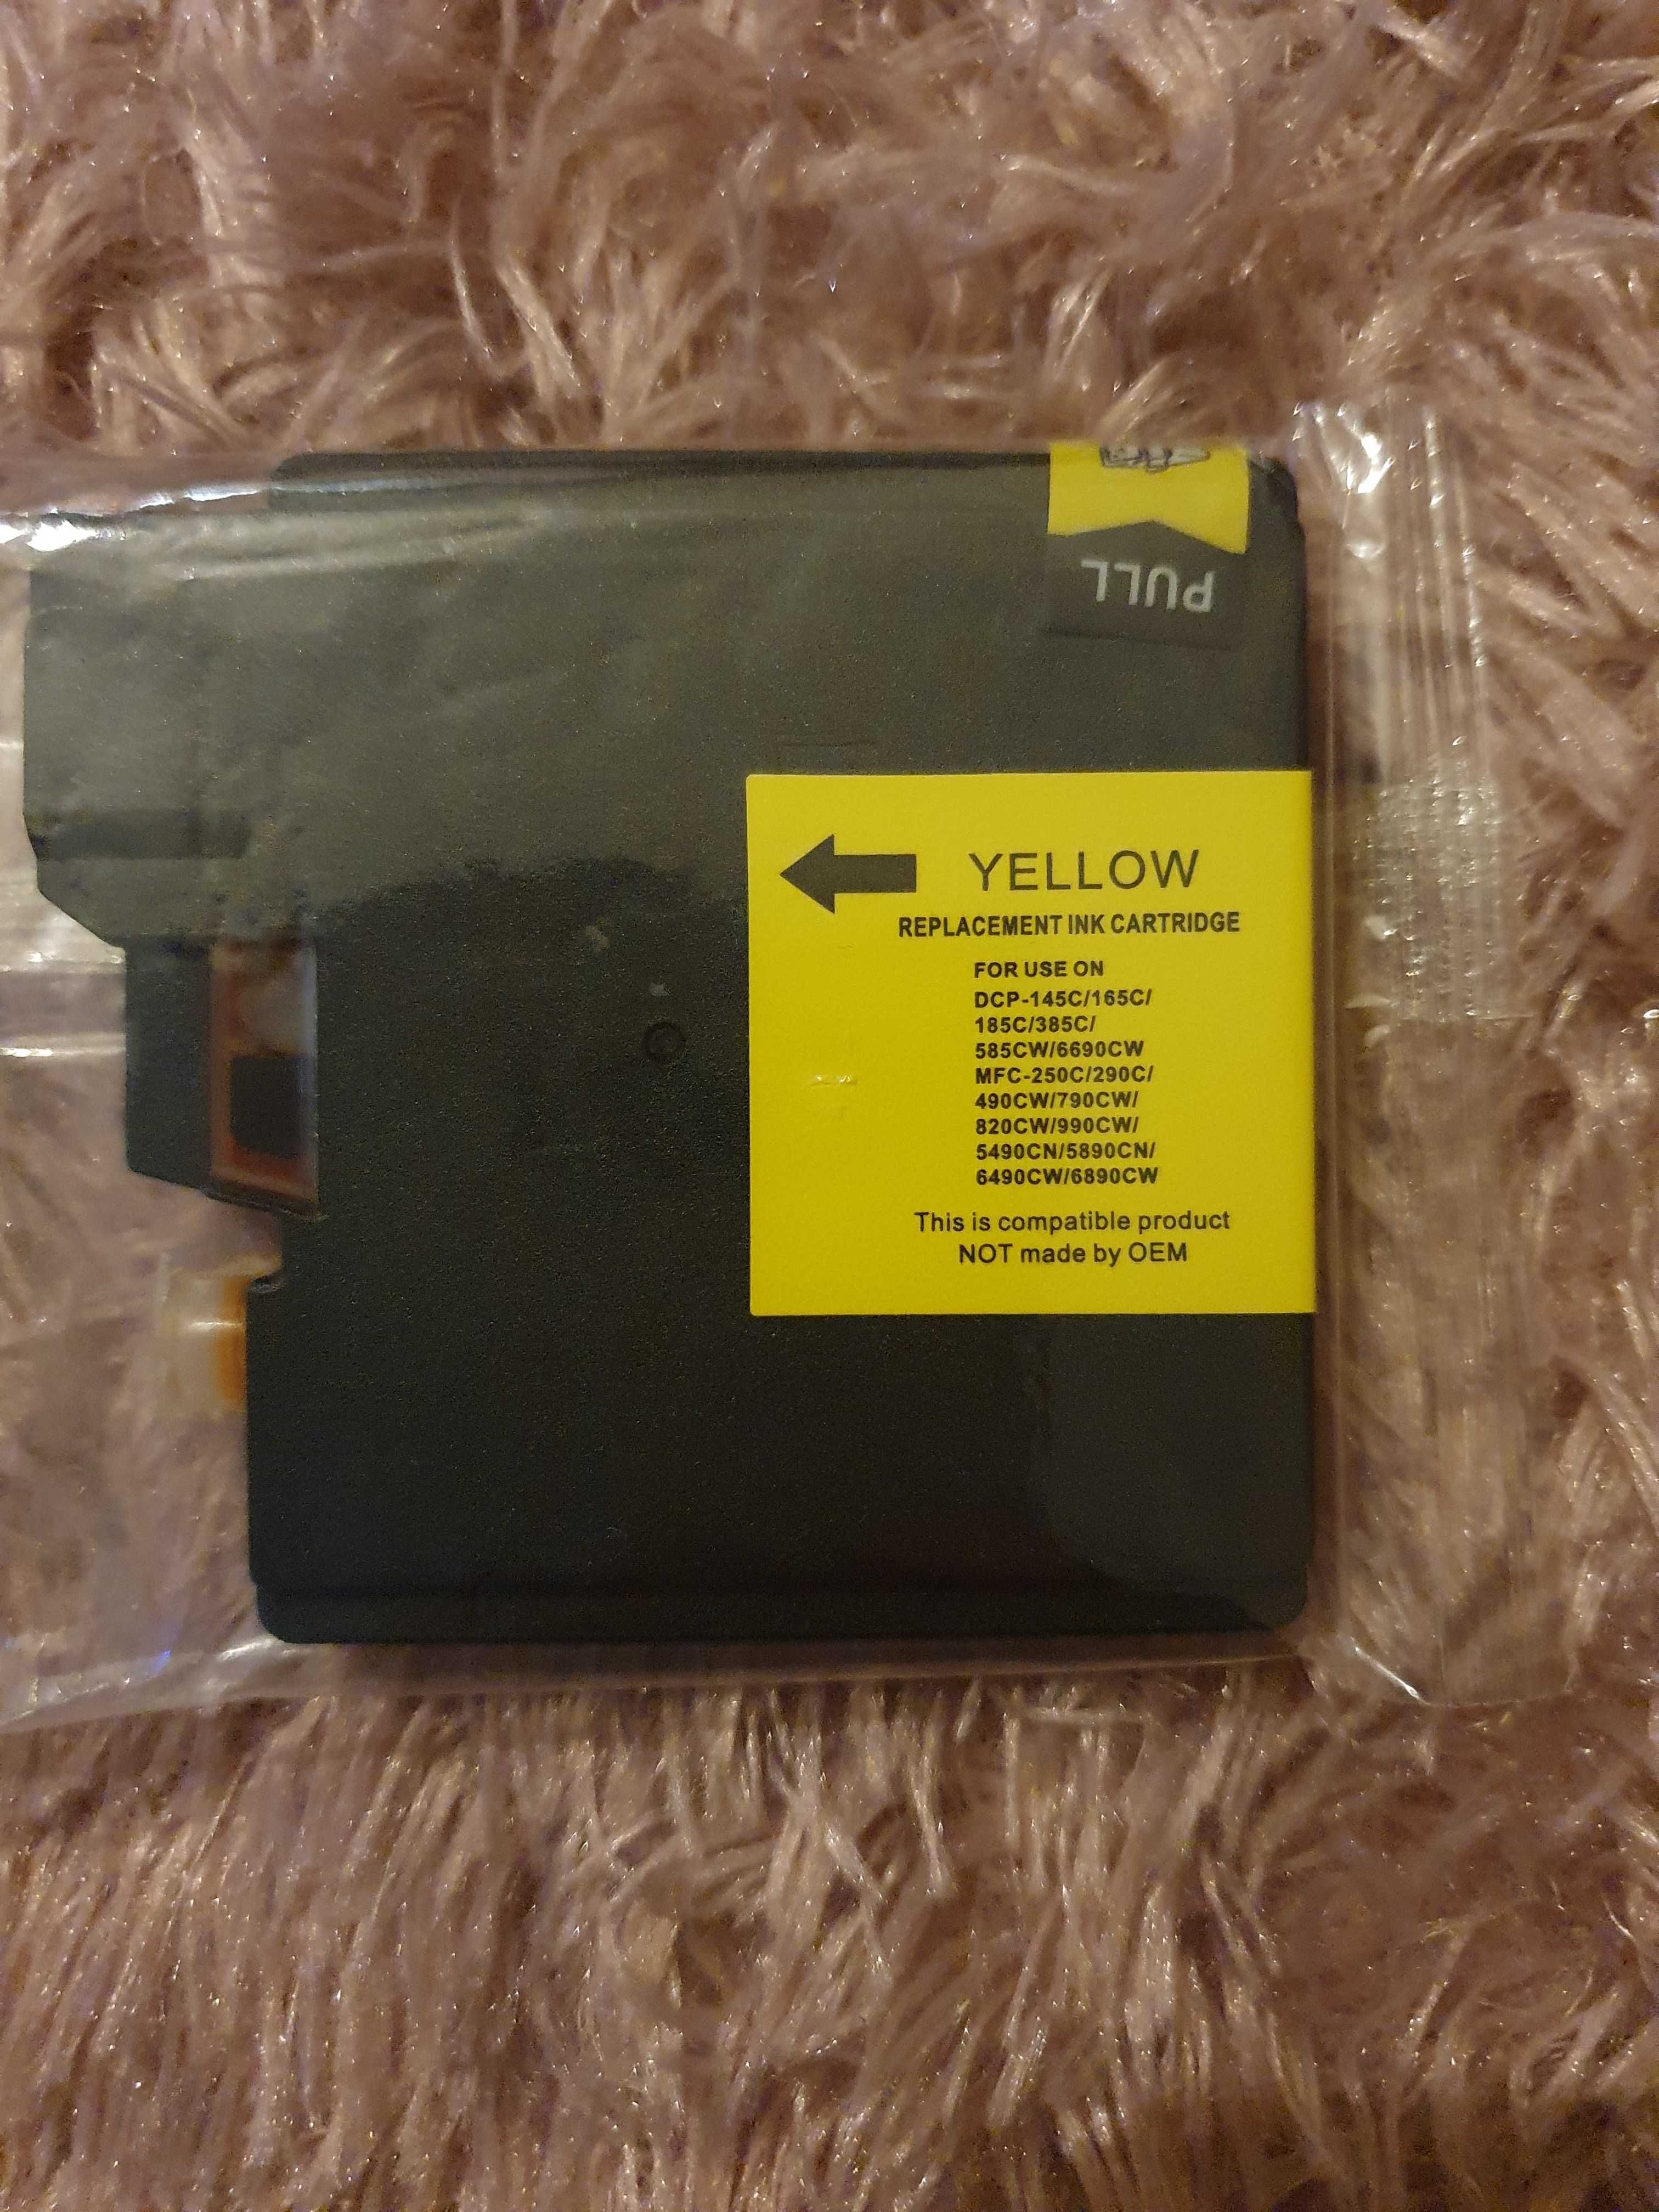 PULL
YELLOW
REPLACEMENT INK CARTRIDGE
FOR USE ON
DCP-145C/165C/
185C/385C/
585CW/6690CW
MFC-250C/290C/
490CW/790CW/
820CW/990CW/
5490CN/5890CN/
6490CW/6890CW
This is compatible product
NOT made by OEM